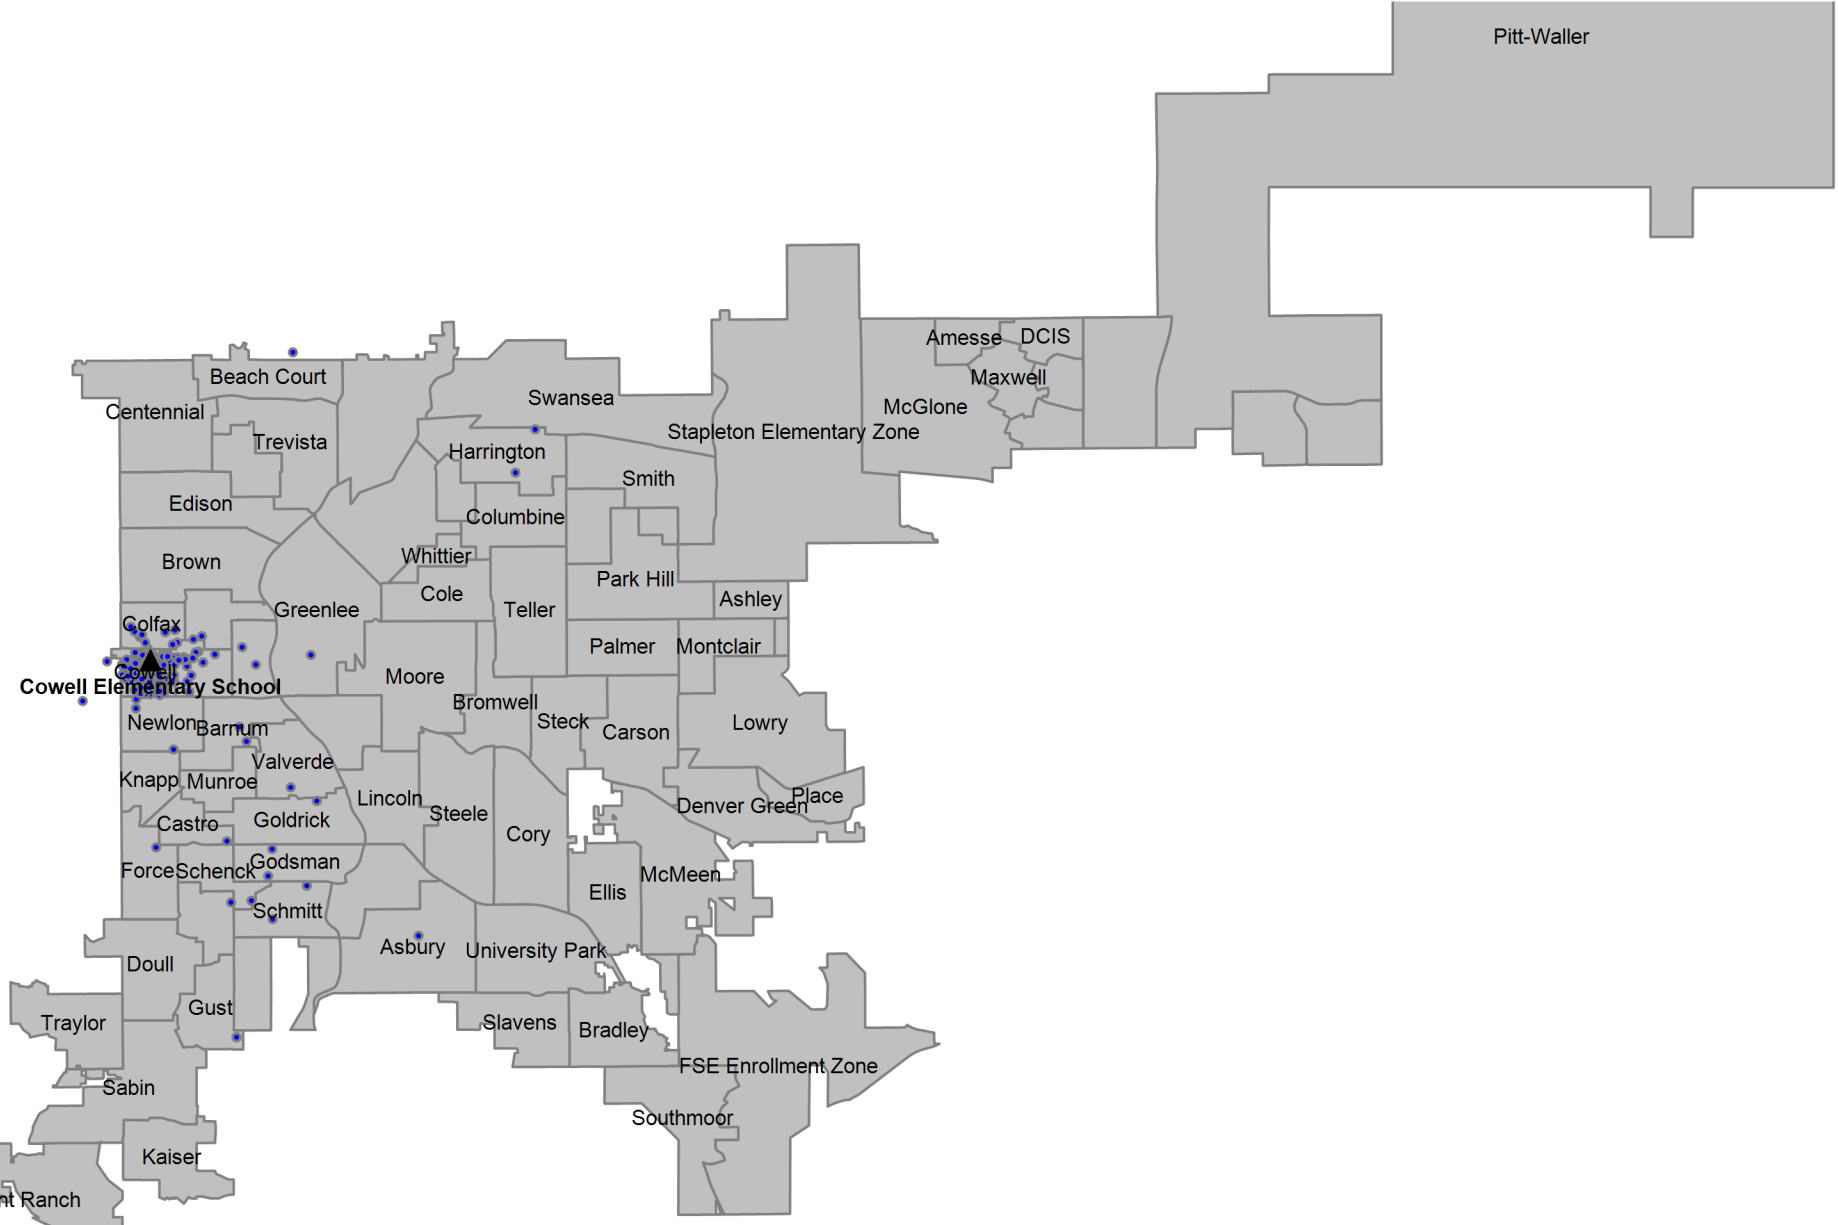 Pitt-Waller
Amesse
DCIS
Beach Court
Maxwell
Swansea
McGlone
Centennial
Stapleton Elementary Zone
Trevista
Harrington
Smith
Edison
Columbine
Whittier
Brown
Park Hill
Cole
Ashley
Greenlee
Teller
Colfax
Palmer
Montclair
Cowell
Moore
Cowell Elementary School
Bromwell
Newlon
Barnum
Steck
Carson
Lowry
Valverde
Knapp
Munroe
Lincoln
Place
Denver Green
Steele
Castro
Goldrick
Cory
Godsman
Force
Schenck
McMeen
Ellis
Schmitt
Asbury
University Park
Doull
Gust
Traylor
Slavens
Bradley
FSE Enrollment Zone
Sabin
Southmoor
Kaiser
nt Ranch